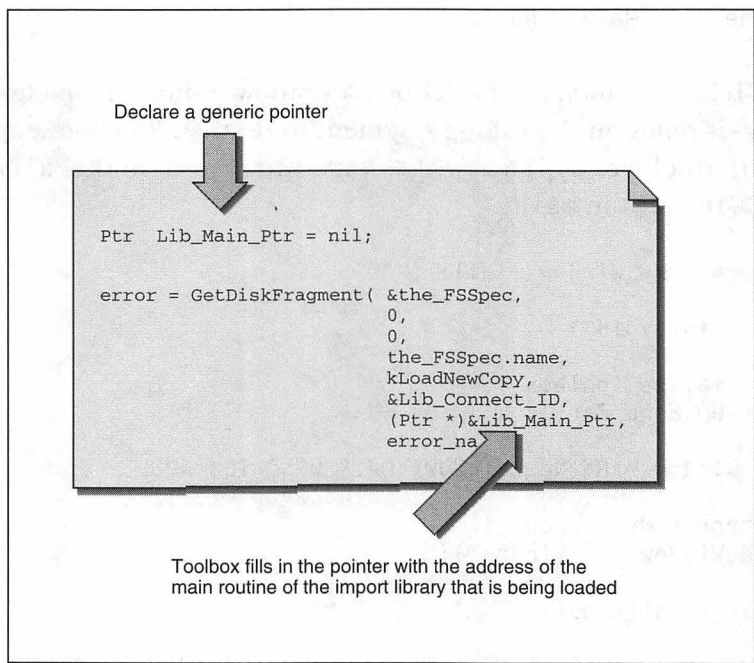 Declare a generic pointer
Ptr Lib_Main_Ptr = nil;
error = GetDiskFragment( &the_FSSpec,
0,
0,
the_FSSpec.name,
kLoadNewCopy,
&Lib_Connect_ID,
(Ptr *)&Lib_Main_Ptr,
error_na
Toolbox fills in the pointer with the address of the
main routine of the import library that is being loaded